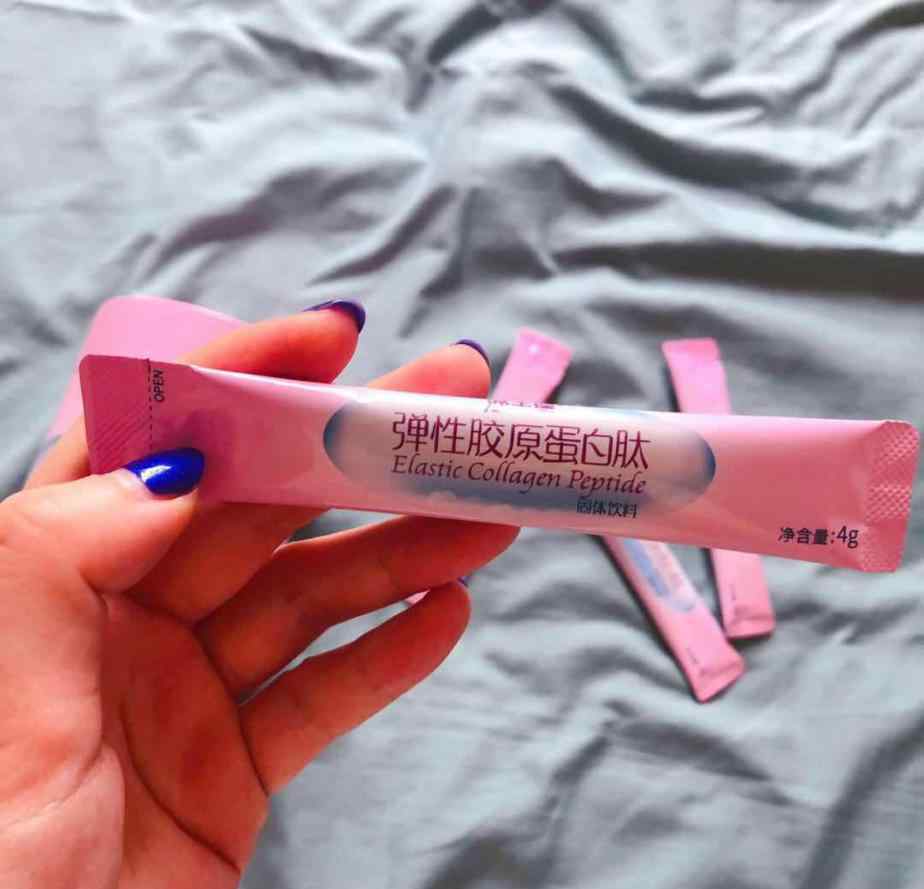 OPEN
弹性胶原蛋白肽
Elastic Collagen Peptide
固体饮料
净含量:4g